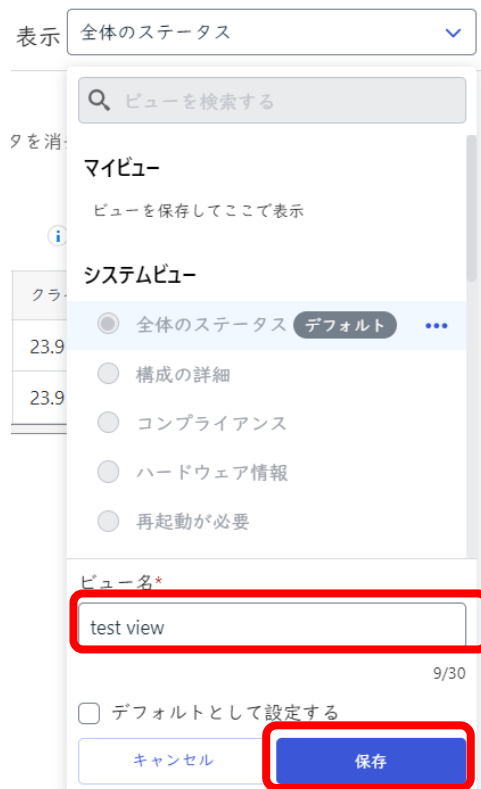 表示 全体のステータス
ビューを検索する
タを消
マイビュー
ビューを保存してここで表示
i
システムビュー
クラ
全体のステータス デフォルト •••
23.9
構成の詳細
23.9
コンプライアンス
ハードウェア情報
再起動が必要
ビュー名*
test view
9/30
デフォルトとして設定する
キャンセル 保存